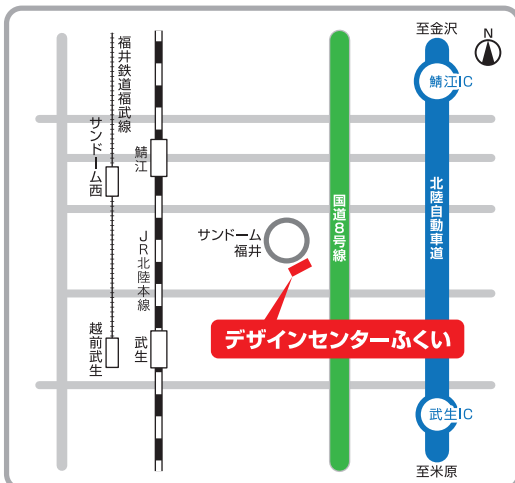 至金沢
N
鯖江IC
福井鉄道福武線
サンドーム西
鯖江
国道8号線
北陸自動車道
サンドーム
福井
JR北陸本線
デザインセンターふくい
越前武生
武生
武生IC
至米原